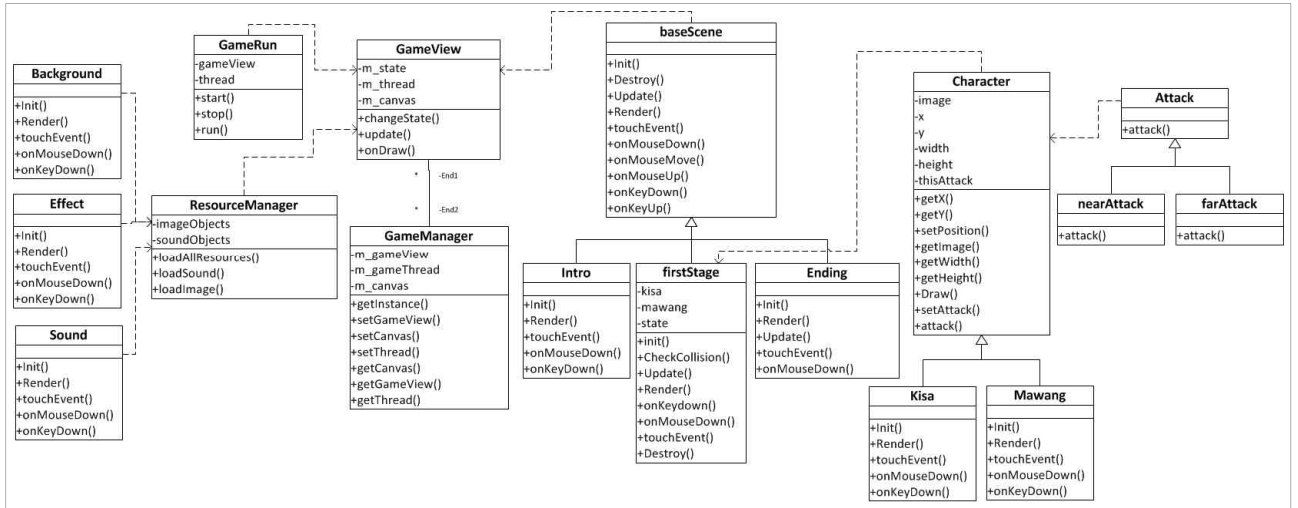 Background
+Init()
+Render()
+touchEvent()
+onMouseDown()
+onKeyDown()
Effect
+Init()
+Render()
+touchEvent()
+onMouseDown()
+onKeyDown()
Sound
+Init()
+Render()
+touchEvent()
+onMouseDown()
+onKeyDown()
GameRun
-gameView
-thread
+start()
+stop()
+run()
ResourceManager
-imageObjects
-soundObjects
+loadAllResources()
+loadSound()
+loadImage()
GameView
-m_state
-m_thread
-m_canvas
+changeState()
+update()
+onDraw()
* -End1
* -End2
GameManager
-m_gameView
-m_gameThread
-m_canvas
+getInstance()
+setGameView()
+setCanvas()
+setThread()
+getCanvas()
+getGameView()
+getThread()
baseScene
+Init()
+Destroy()
+Update()
+Render()
+touchEvent()
+onMouseDown()
+onMouseMove()
+onMouseUp()
+onKeyDown()
+onKeyUp()
Intro
+Init()
+Render()
+touchEvent()
+onMouseDown()
+onKeyDown()
firstStage
-kisa
-mawang
-state
+init()
+CheckCollision()
+Update()
+Render()
+onKeydown()
+onMouseDown()
+touchEvent()
+Destroy()
Ending
+Init()
+Render()
+Update()
+touchEvent()
+onMouseDown()
Character
-image
-x
-y
-width
-height
-thisAttack
+getX()
+getY()
+setPosition()
+getImage()
+getWidth()
+getHeight()
+Draw()
+setAttack()
+attack()
Kisa
+Init()
+Render()
+touchEvent()
+onMouseDown()
+onKeyDown()
Mawang
+Init()
+Render()
+touchEvent()
+onMouseDown()
+onKeyDown()
Attack
+attack()
nearAttack
+attack()
farAttack
+attack()